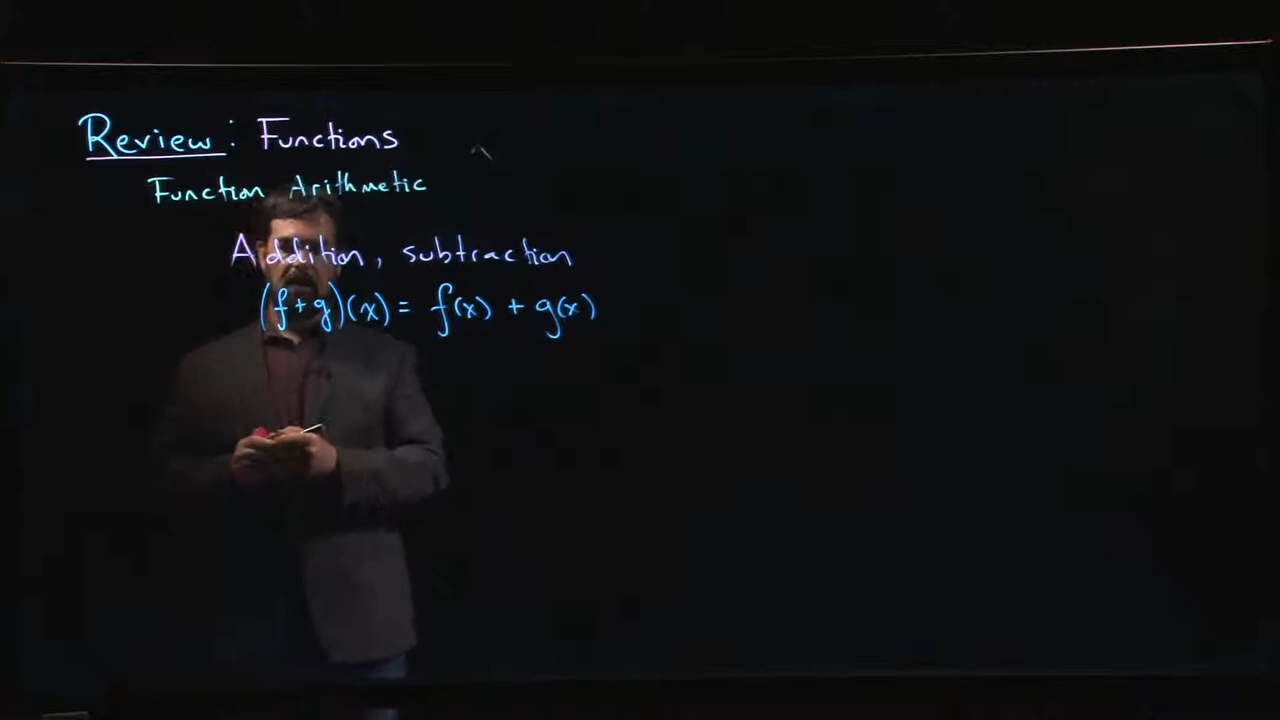 Review: Functions
Function Arithmetic
Addition, subtraction
(f+g)(x) = f(x) + g(x)